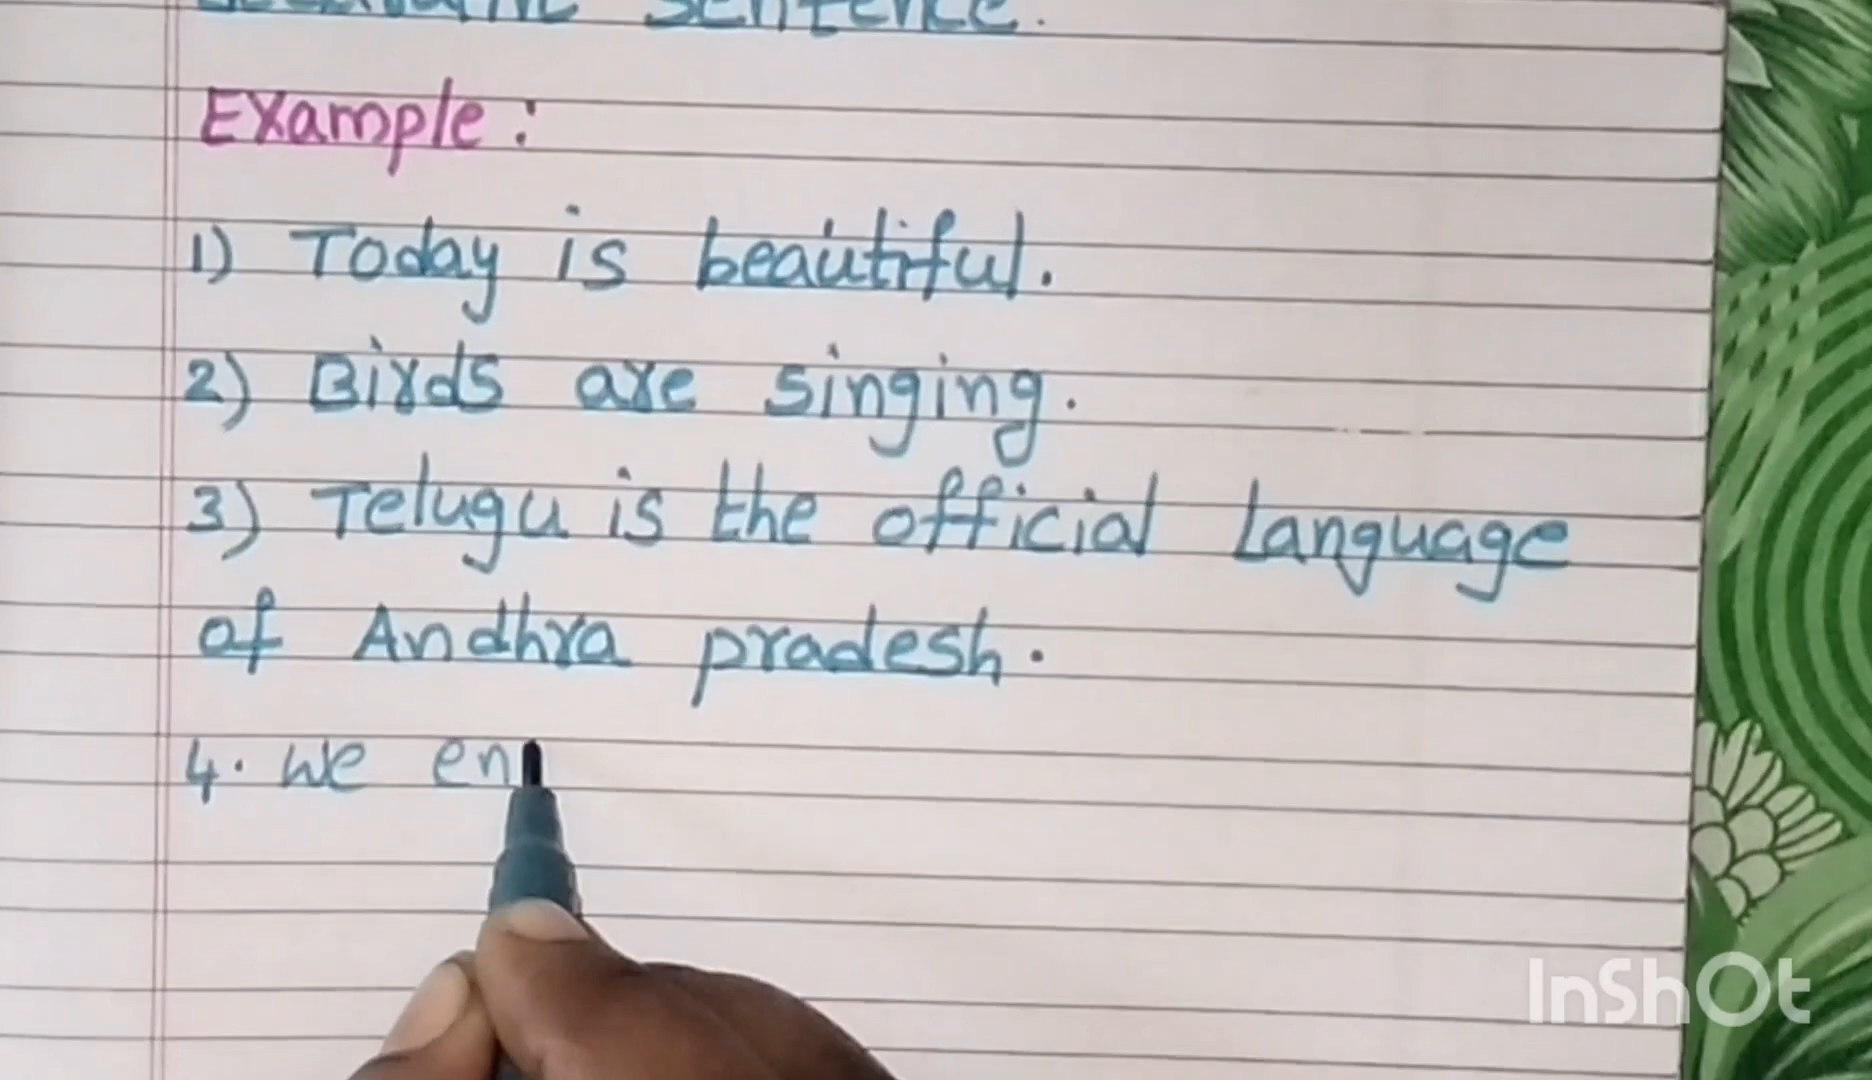 sentence.
Example:
1) Today is beautiful.
2) Birds are singing.
3) Telugu is the official Language
of Andhra pradesh.
4. We en
InShOt